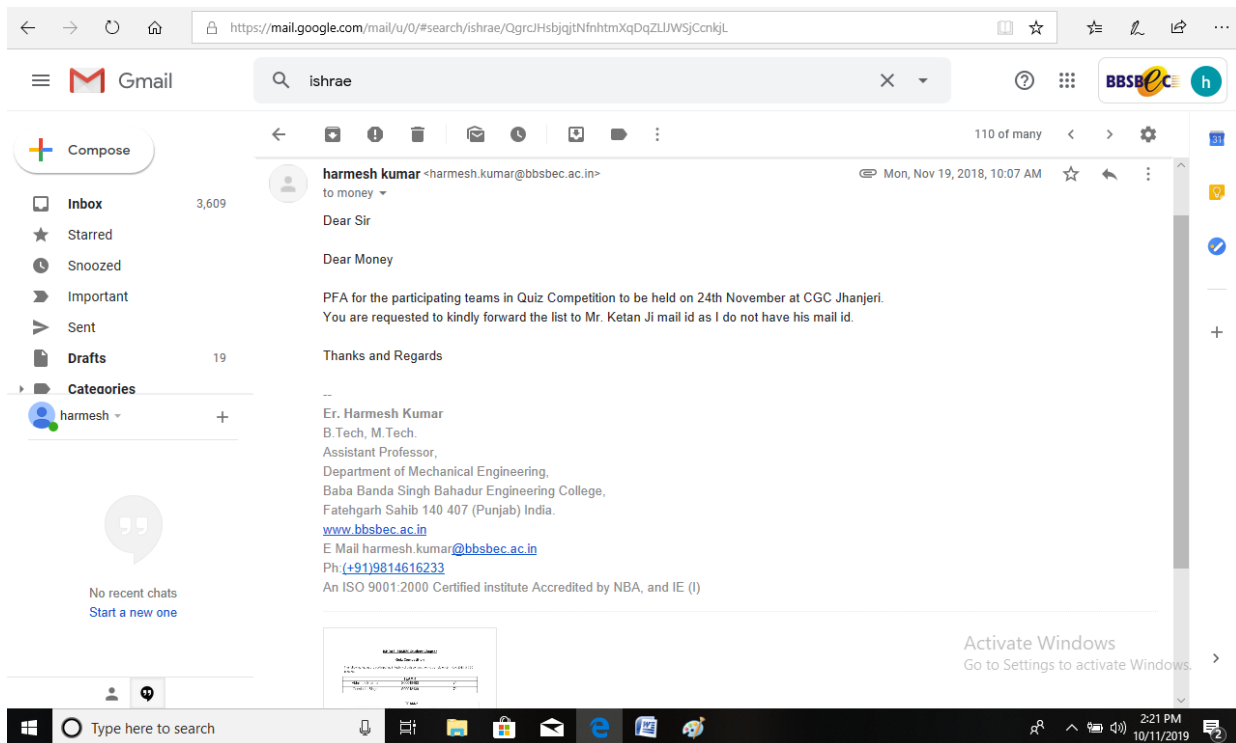 https://mail.google.com/mail/u/0/#search/ishrae/QgrcJHsbjqjtNfnhtmXqDqZLlJWSjCcnkjL
Gmail
ishrae
BBSBeC
h
Compose
110 of many
31
harmesh kumar <harmesh.kumar@bbsbec.ac.in>
Mon, Nov 19, 2018, 10:07 AM
to money
Inbox 3,609
Starred
Snoozed
Important
Sent
Drafts 19
Categories
harmesh
No recent chats
Start a new one
Dear Sir
Dear Money
PFA for the participating teams in Quiz Competition to be held on 24th November at CGC Jhanjeri.
You are requested to kindly forward the list to Mr. Ketan Ji mail id as I do not have his mail id.
Thanks and Regards
--
Er. Harmesh Kumar
B.Tech, M.Tech.
Assistant Professor,
Department of Mechanical Engineering,
Baba Banda Singh Bahadur Engineering College,
Fatehgarh Sahib 140 407 (Punjab) India.
www.bbsbec.ac.in
E Mail harmesh.kumar@bbsbec.ac.in
Ph:(+91)9814616233
An ISO 9001:2000 Certified institute Accredited by NBA, and IE (I)
Quiz Competition
Activate Windows
Go to Settings to activate Windows.
Type here to search
2:21 PM
10/11/2019
2